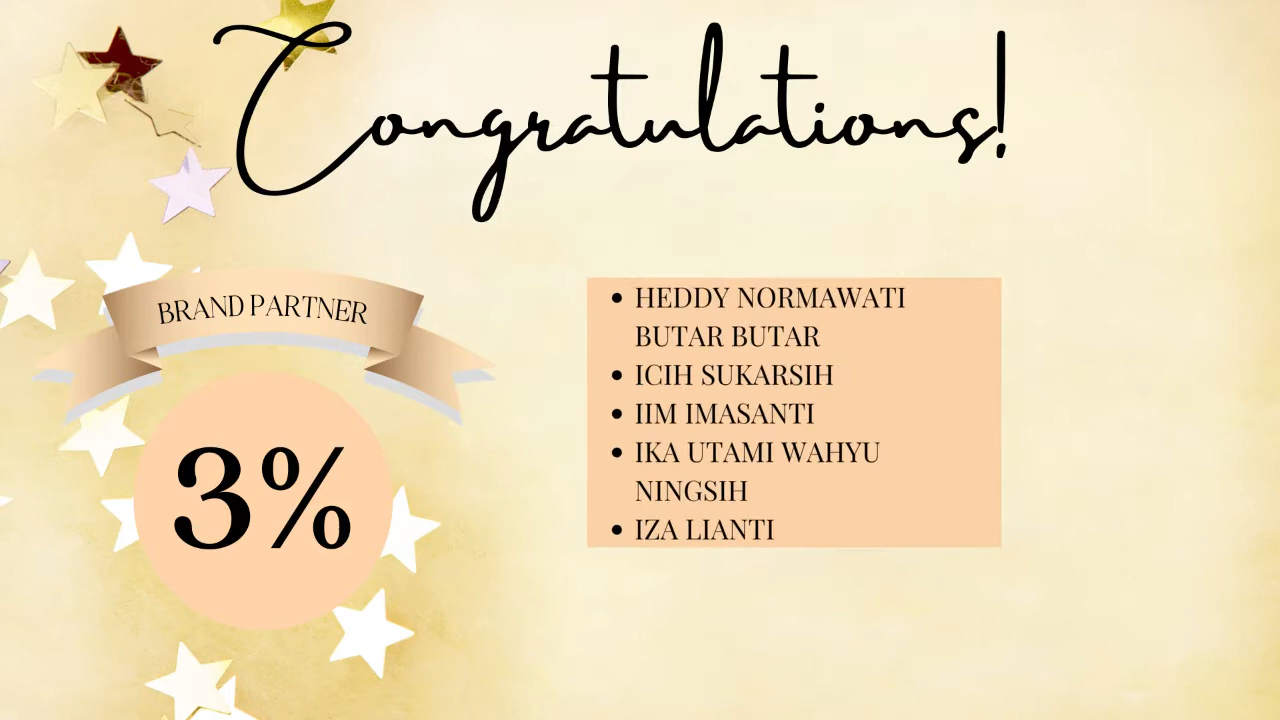 Congratulations!
BRAND PARTNER
3%
• HEDDY NORMAWATI
BUTAR BUTAR
• ICIH SUKARSIH
• IIM IMASANTI
• IKA UTAMI WAHYU
NINGSIH
• IZA LIANTI